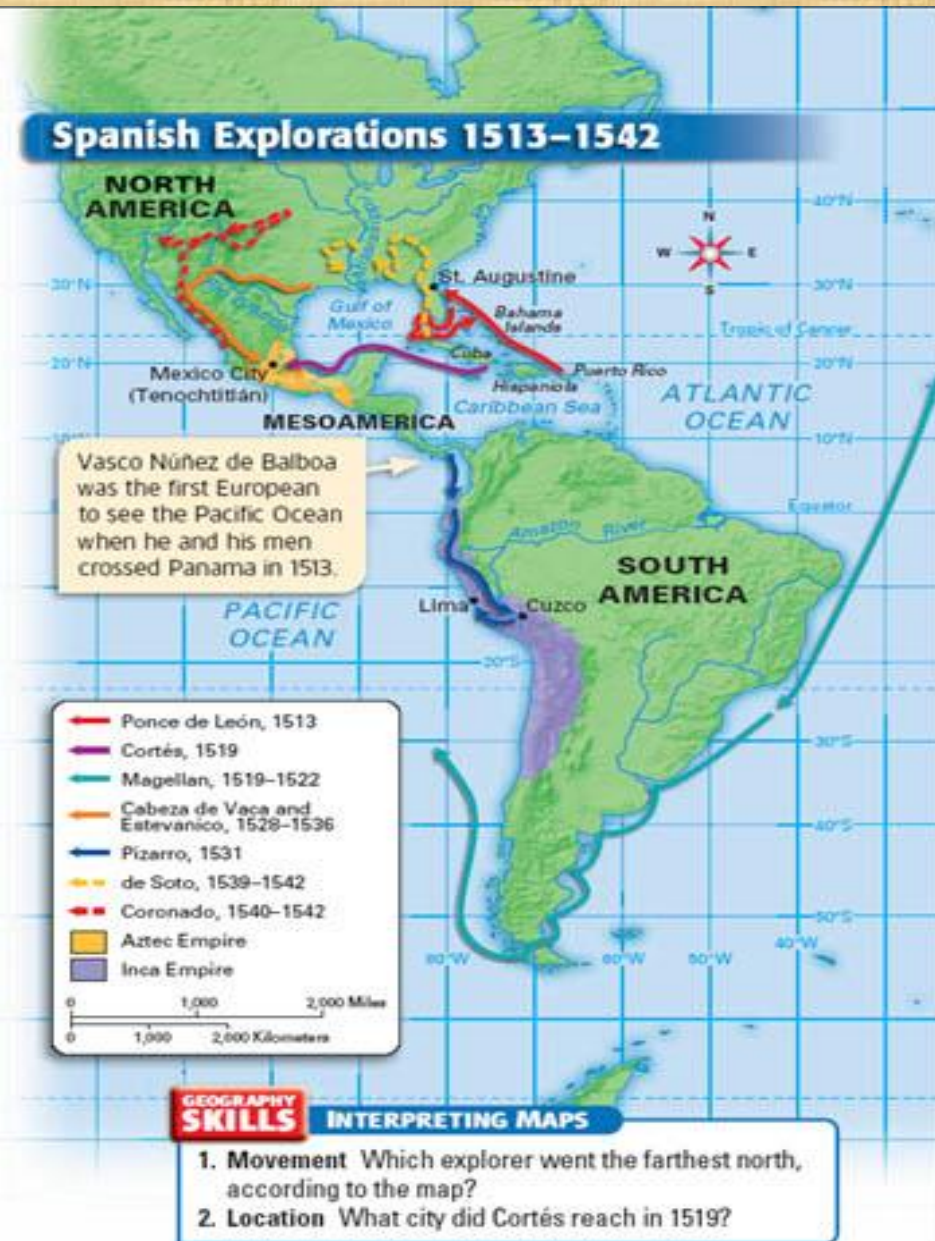 Spanish Explorations 1513–1542
NORTH
AMERICA
40°N
N
W
E
S
30°N
30°N
St. Augustine
Gulf of
Mexico
Bahama
Islands
Tropic of Cancer
20°N
Cuba
20°N
Mexico City
(Tenochtitlán)
Puerto Rico
Hispaniola
ATLANTIC
OCEAN
Caribbean Sea
MESOAMERICA
10°N
Vasco Núñez de Balboa
was the first European
to see the Pacific Ocean
when he and his men
crossed Panama in 1513.
Equator
Amazon River
SOUTH
AMERICA
Lima
Cuzco
PACIFIC
OCEAN
20°S
30°S
40°S
50°S
80°W
60°W
50°W
40°W
Ponce de León, 1513
Cortés, 1519
Magellan, 1519–1522
Cabeza de Vaca and
Estevanico, 1528–1536
Pizarro, 1531
de Soto, 1539–1542
Coronado, 1540–1542
Aztec Empire
Inca Empire
0 1,000 2,000 Miles
0 1,000 2,000 Kilometers
GEOGRAPHY
SKILLS
INTERPRETING MAPS
1. Movement Which explorer went the farthest north,
according to the map?
2. Location What city did Cortés reach in 1519?